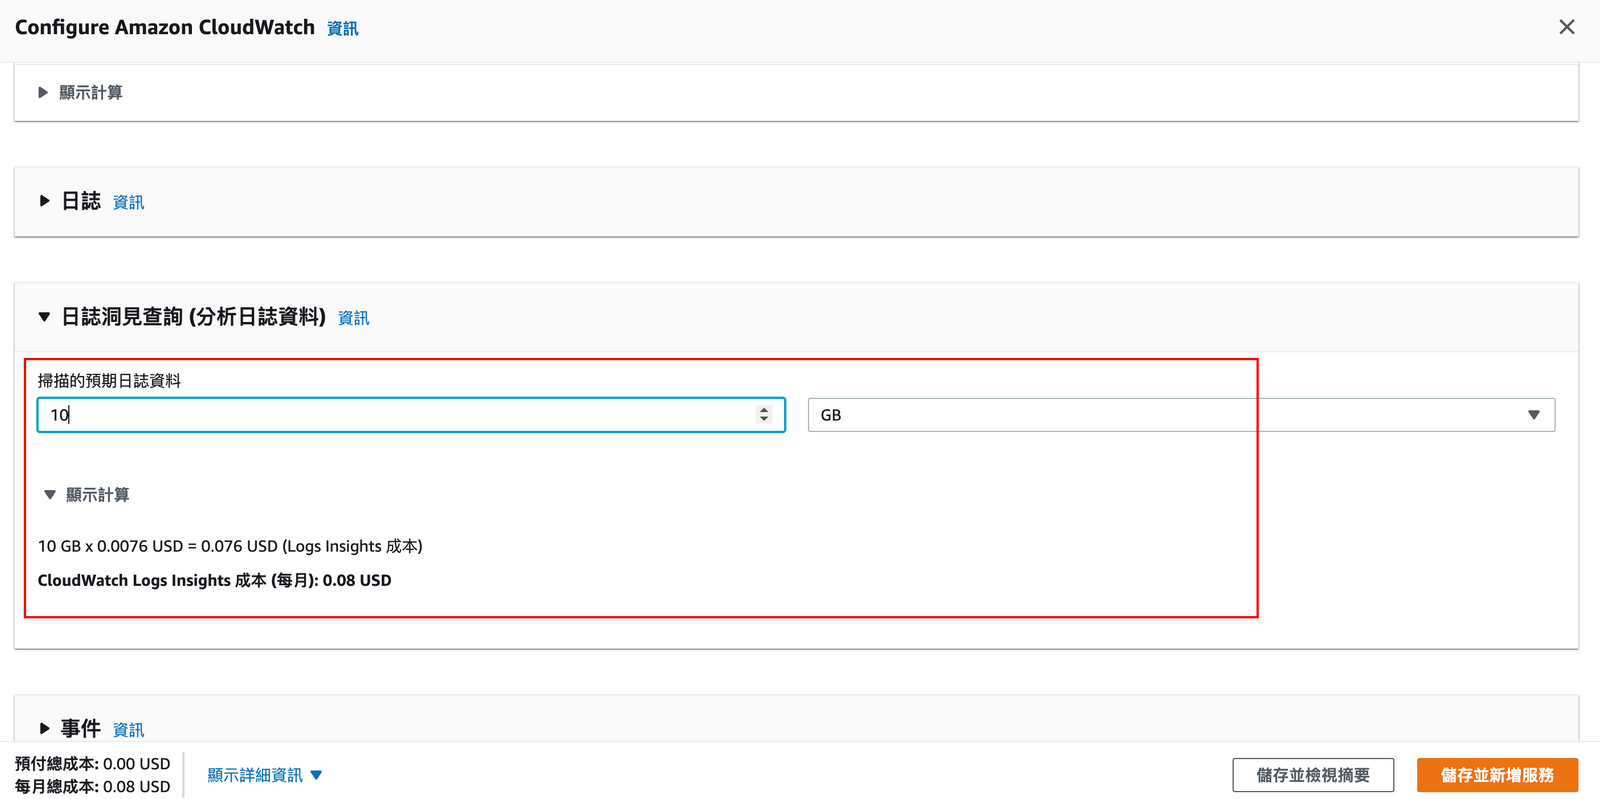 Configure Amazon CloudWatch 資訊
顯示計算
日誌 資訊
日誌洞見查詢 (分析日誌資料) 資訊
掃描的預期日誌資料
10 GB
顯示計算
10 GB x 0.0076 USD = 0.076 USD (Logs Insights 成本)
CloudWatch Logs Insights 成本 (每月): 0.08 USD
事件 資訊
預付總成本: 0.00 USD
每月總成本: 0.08 USD
顯示詳細資訊
儲存並檢視摘要
儲存並新增服務